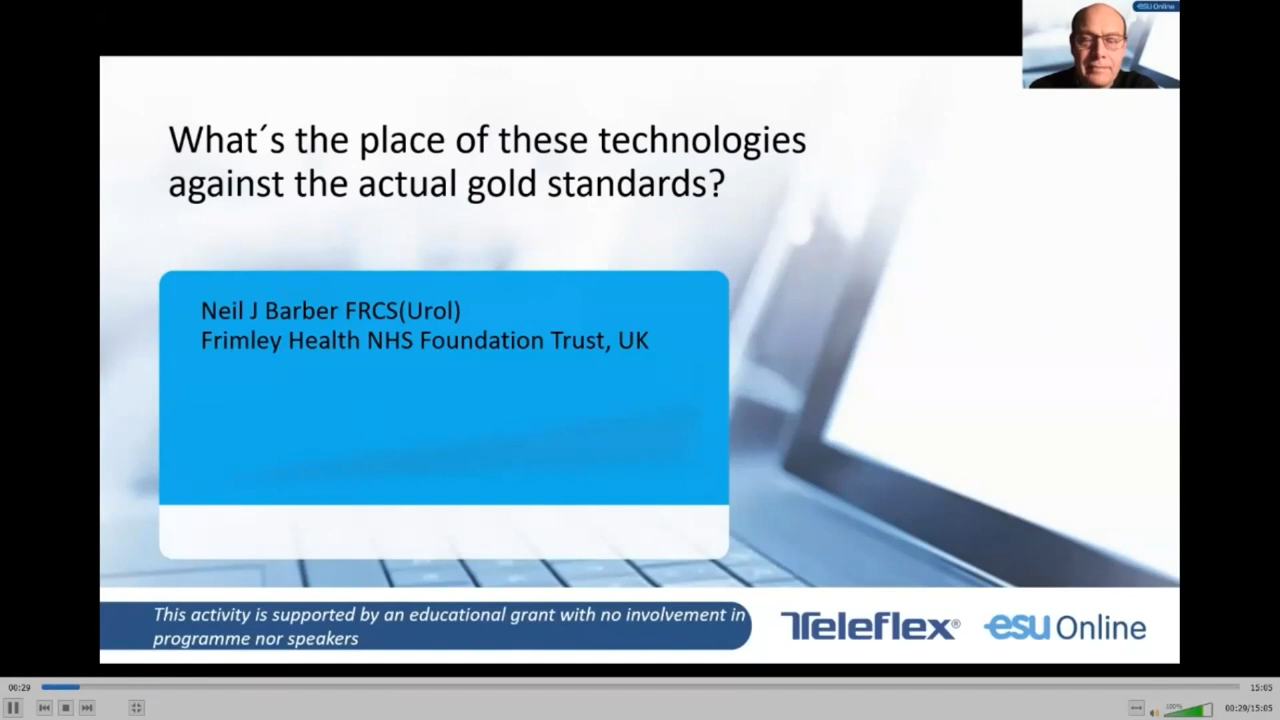 esu Online
What´s the place of these technologies
against the actual gold standards?
Neil J Barber FRCS(Urol)
Frimley Health NHS Foundation Trust, UK
This activity is supported by an educational grant with no involvement in
programme nor speakers
Teleflex®
esu Online
00:29
15:05
100%
00:29/15:05